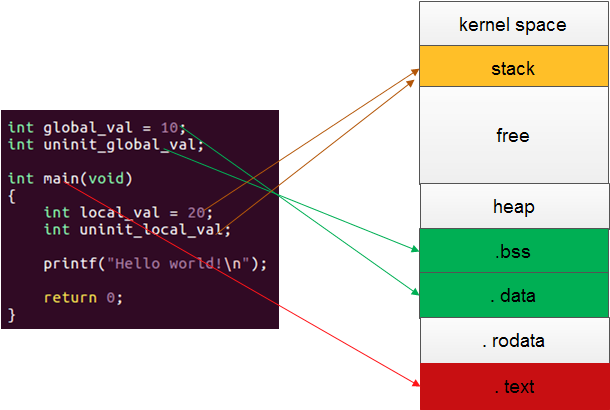 int global_val = 10;
int uninit_global_val;
int main(void)
{
int local_val = 20;
int uninit_local_val;
printf("Hello world!\n");
return 0;
}
kernel space
stack
free
heap
.bss
. data
. rodata
. text